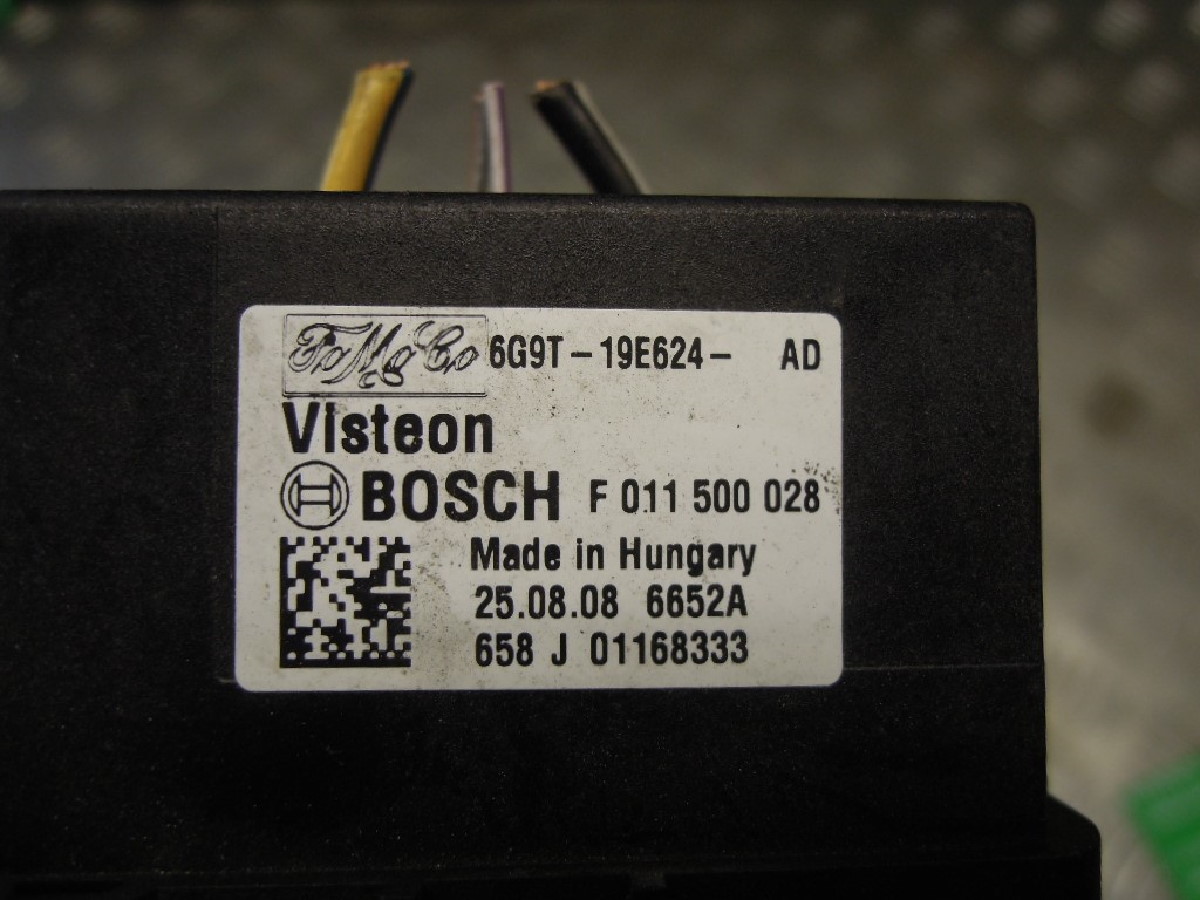 FoMoCo 6G9T - 19E624 - AD
Visteon
BOSCH F 011 500 028
Made in Hungary
25.08.08 6652A
658 J 01168333